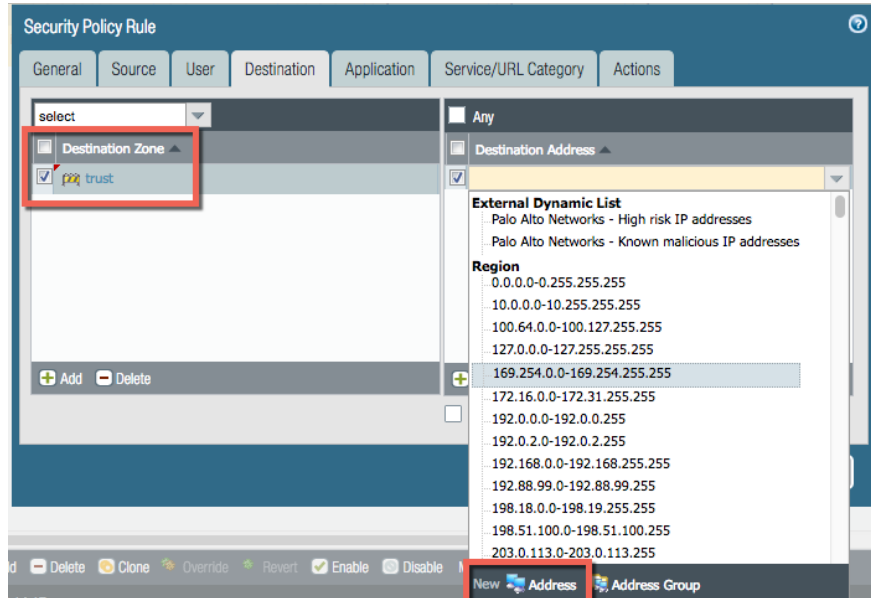 Security Policy Rule
General Source User Destination Application Service/URL Category Actions
select
Destination Zone
trust
Add Delete
Any
Destination Address
External Dynamic List
Palo Alto Networks - High risk IP addresses
Palo Alto Networks - Known malicious IP addresses
Region
0.0.0.0-0.255.255.255
10.0.0.0-10.255.255.255
100.64.0.0-100.127.255.255
127.0.0.0-127.255.255.255
169.254.0.0-169.254.255.255
172.16.0.0-172.31.255.255
192.0.0.0-192.0.0.255
192.0.2.0-192.0.2.255
192.168.0.0-192.168.255.255
192.88.99.0-192.88.99.255
198.18.0.0-198.19.255.255
198.51.100.0-198.51.100.255
203.0.113.0-203.0.113.255
New Address Address Group
Delete Clone Override Revert Enable Disable